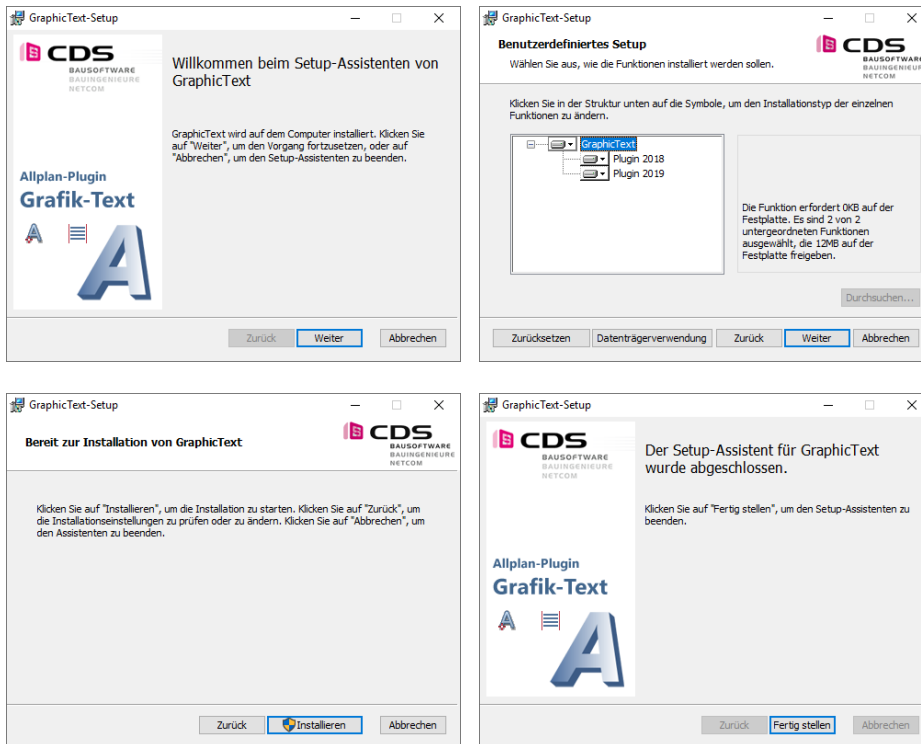 GraphicText-Setup
CDS
BAUSOFTWARE
BAUINGENIEURE
NETCOM
Willkommen beim Setup-Assistenten von
GraphicText
GraphicText wird auf dem Computer installiert. Klicken Sie
auf "Weiter", um den Vorgang fortzusetzen, oder auf
"Abbrechen", um den Setup-Assistenten zu beenden.
Allplan-Plugin
Grafik-Text
A
Zurück Weiter Abbrechen
GraphicText-Setup
Benutzerdefiniertes Setup
Wählen Sie aus, wie die Funktionen installiert werden sollen.
CDS
BAUSOFTWARE
BAUINGENIEUR
NETCOM
Klicken Sie in der Struktur unten auf die Symbole, um den Installationstyp der einzelnen
Funktionen zu ändern.
GraphicText
Plugin 2018
Plugin 2019
Die Funktion erfordert 0KB auf der
Festplatte. Es sind 2 von 2
untergeordneten Funktionen
ausgewählt, die 12MB auf der
Festplatte freigeben.
Durchsuchen...
Zurücksetzen Datenträgerverwendung Zurück Weiter Abbrechen
GraphicText-Setup
Bereit zur Installation von GraphicText
CDS
BAUSOFTWARE
BAUINGENIEURE
NETCOM
Klicken Sie auf "Installieren", um die Installation zu starten. Klicken Sie auf "Zurück", um
die Installationseinstellungen zu prüfen oder zu ändern. Klicken Sie auf "Abbrechen", um
den Assistenten zu beenden.
Zurück Installieren Abbrechen
GraphicText-Setup
CDS
BAUSOFTWARE
BAUINGENIEURE
NETCOM
Der Setup-Assistent für GraphicText
wurde abgeschlossen.
Klicken Sie auf "Fertig stellen", um den Setup-Assistenten zu
beenden.
Allplan-Plugin
Grafik-Text
A
Zurück Fertig stellen Abbrechen